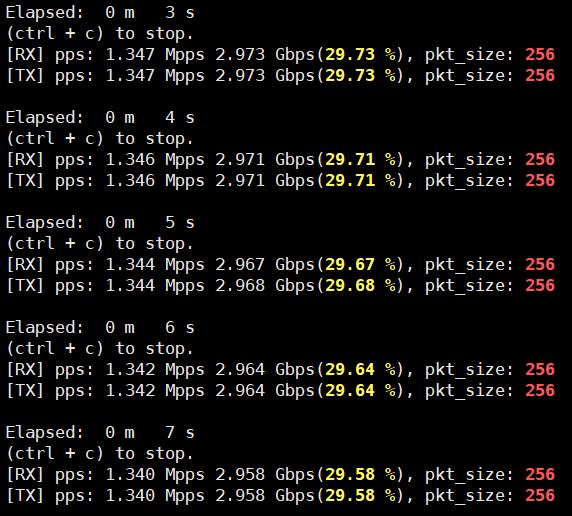 Elapsed:  0 m   3 s
(ctrl + c) to stop.
[RX] pps: 1.347 Mpps 2.973 Gbps(29.73 %), pkt_size: 256
[TX] pps: 1.347 Mpps 2.973 Gbps(29.73 %), pkt_size: 256

Elapsed:  0 m   4 s
(ctrl + c) to stop.
[RX] pps: 1.346 Mpps 2.971 Gbps(29.71 %), pkt_size: 256
[TX] pps: 1.346 Mpps 2.971 Gbps(29.71 %), pkt_size: 256

Elapsed:  0 m   5 s
(ctrl + c) to stop.
[RX] pps: 1.344 Mpps 2.967 Gbps(29.67 %), pkt_size: 256
[TX] pps: 1.344 Mpps 2.968 Gbps(29.68 %), pkt_size: 256

Elapsed:  0 m   6 s
(ctrl + c) to stop.
[RX] pps: 1.342 Mpps 2.964 Gbps(29.64 %), pkt_size: 256
[TX] pps: 1.342 Mpps 2.964 Gbps(29.64 %), pkt_size: 256

Elapsed:  0 m   7 s
(ctrl + c) to stop.
[RX] pps: 1.340 Mpps 2.958 Gbps(29.58 %), pkt_size: 256
[TX] pps: 1.340 Mpps 2.958 Gbps(29.58 %), pkt_size: 256